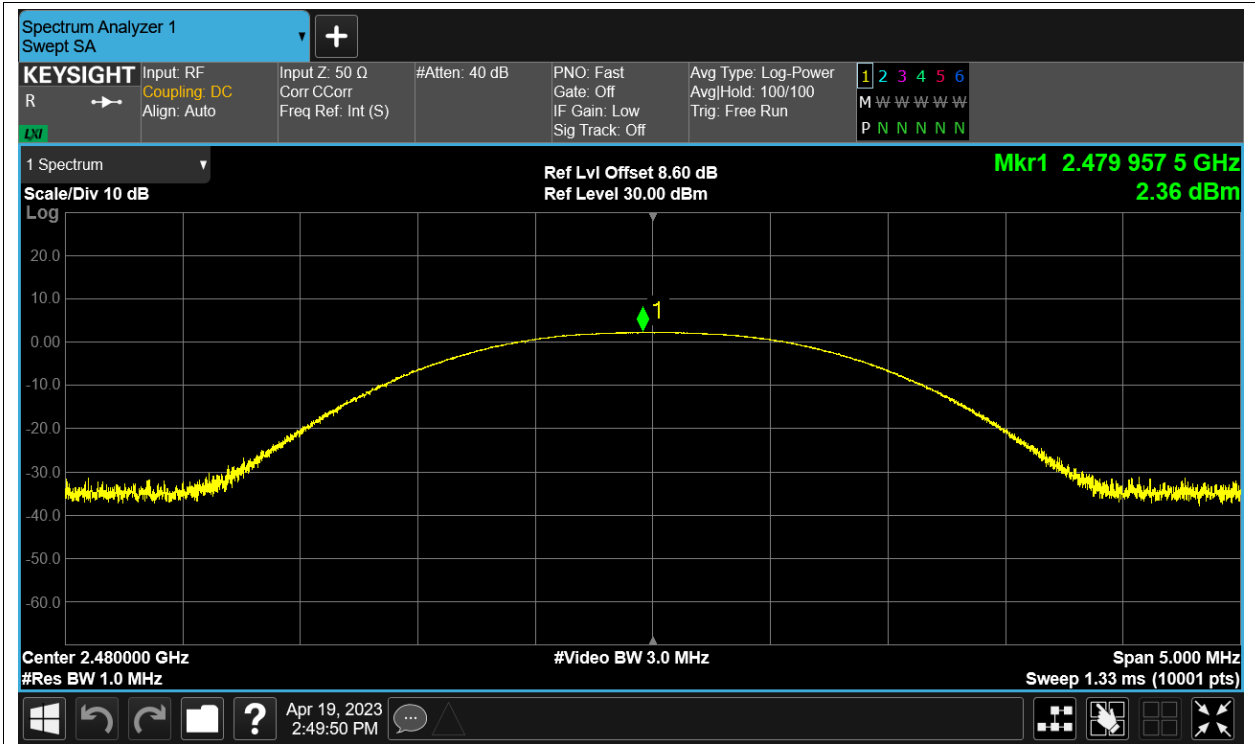 Spectrum Analyzer 1
Swept SA
KEYSIGHT
R
LXI
Input: RF
Coupling: DC
Align: Auto
Input Z: 50 Ω
Corr CCorr
Freq Ref: Int (S)
#Atten: 40 dB
PNO: Fast
Gate: Off
IF Gain: Low
Sig Track: Off
Avg Type: Log-Power
Avg|Hold: 100/100
Trig: Free Run
1 2 3 4 5 6
M W W W W W
P N N N N N
1 Spectrum
Scale/Div 10 dB
Log
Ref Lvl Offset 8.60 dB
Ref Level 30.00 dBm
Mkr1 2.479 957 5 GHz
2.36 dBm
20.0
10.0
0.00
-10.0
-20.0
-30.0
-40.0
-50.0
-60.0
1
Center 2.480000 GHz
#Res BW 1.0 MHz
#Video BW 3.0 MHz
Span 5.000 MHz
Sweep 1.33 ms (10001 pts)
?
Apr 19, 2023
2:49:50 PM